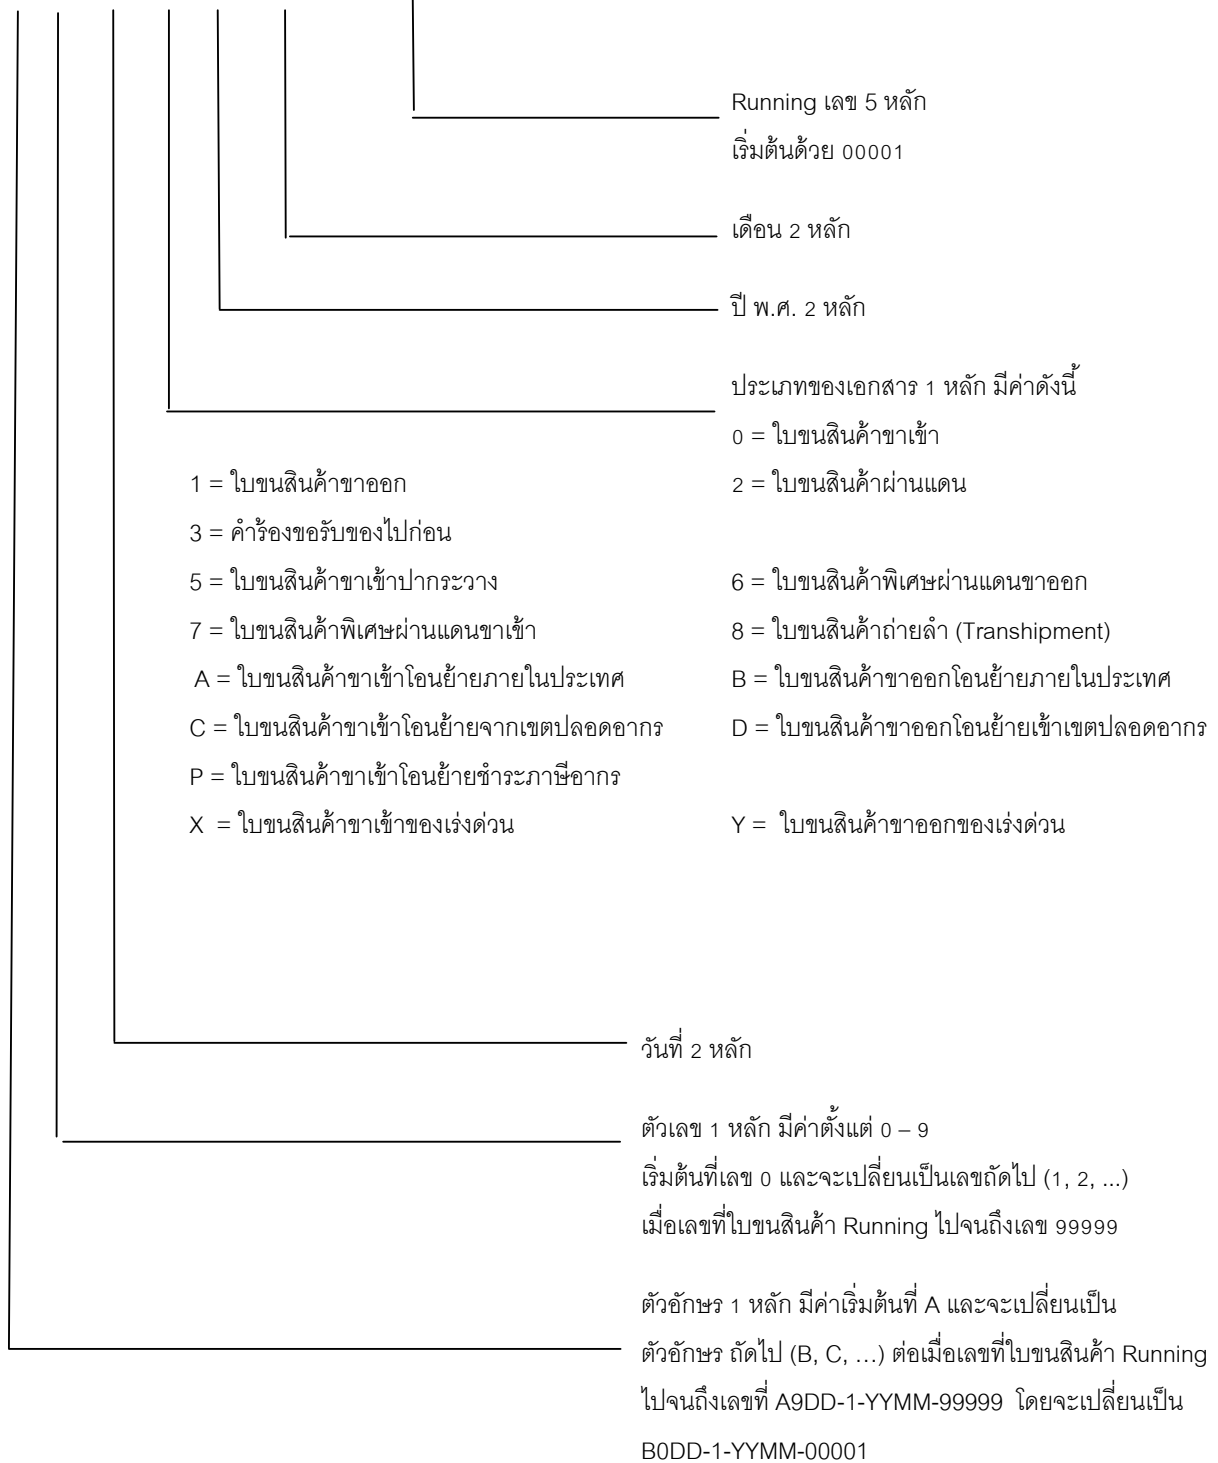 Running เลข 5 หลัก
เริ่มต้นด้วย 00001
เดือน 2 หลัก
ปี พ.ศ. 2 หลัก
ประเภทของเอกสาร 1 หลัก มีค่าดังนี้
0 = ใบขนสินค้าขาเข้า
1 = ใบขนสินค้าขาออก 2 = ใบขนสินค้าผ่านแดน
3 = คำร้องขอรับของไปก่อน
5 = ใบขนสินค้าขาเข้าปากระวาง 6 = ใบขนสินค้าพิเศษผ่านแดนขาออก
7 = ใบขนสินค้าพิเศษผ่านแดนขาเข้า 8 = ใบขนสินค้าถ่ายลำ (Transhipment)
A = ใบขนสินค้าขาเข้าโอนย้ายภายในประเทศ B = ใบขนสินค้าขาออกโอนย้ายภายในประเทศ
C = ใบขนสินค้าขาเข้าโอนย้ายจากเขตปลอดอากร D = ใบขนสินค้าขาออกโอนย้ายเข้าเขตปลอดอากร
P = ใบขนสินค้าขาเข้าโอนย้ายชำระภาษีอากร
X = ใบขนสินค้าขาเข้าของเร่งด่วน Y = ใบขนสินค้าขาออกของเร่งด่วน
วันที่ 2 หลัก
ตัวเลข 1 หลัก มีค่าตั้งแต่ 0 – 9
เริ่มต้นที่เลข 0 และจะเปลี่ยนเป็นเลขถัดไป (1, 2, ...)
เมื่อเลขที่ใบขนสินค้า Running ไปจนถึงเลข 99999
ตัวอักษร 1 หลัก มีค่าเริ่มต้นที่ A และจะเปลี่ยนเป็น
ตัวอักษร ถัดไป (B, C, …) ต่อเมื่อเลขที่ใบขนสินค้า Running
ไปจนถึงเลขที่ A9DD-1-YYMM-99999 โดยจะเปลี่ยนเป็น
B0DD-1-YYMM-00001